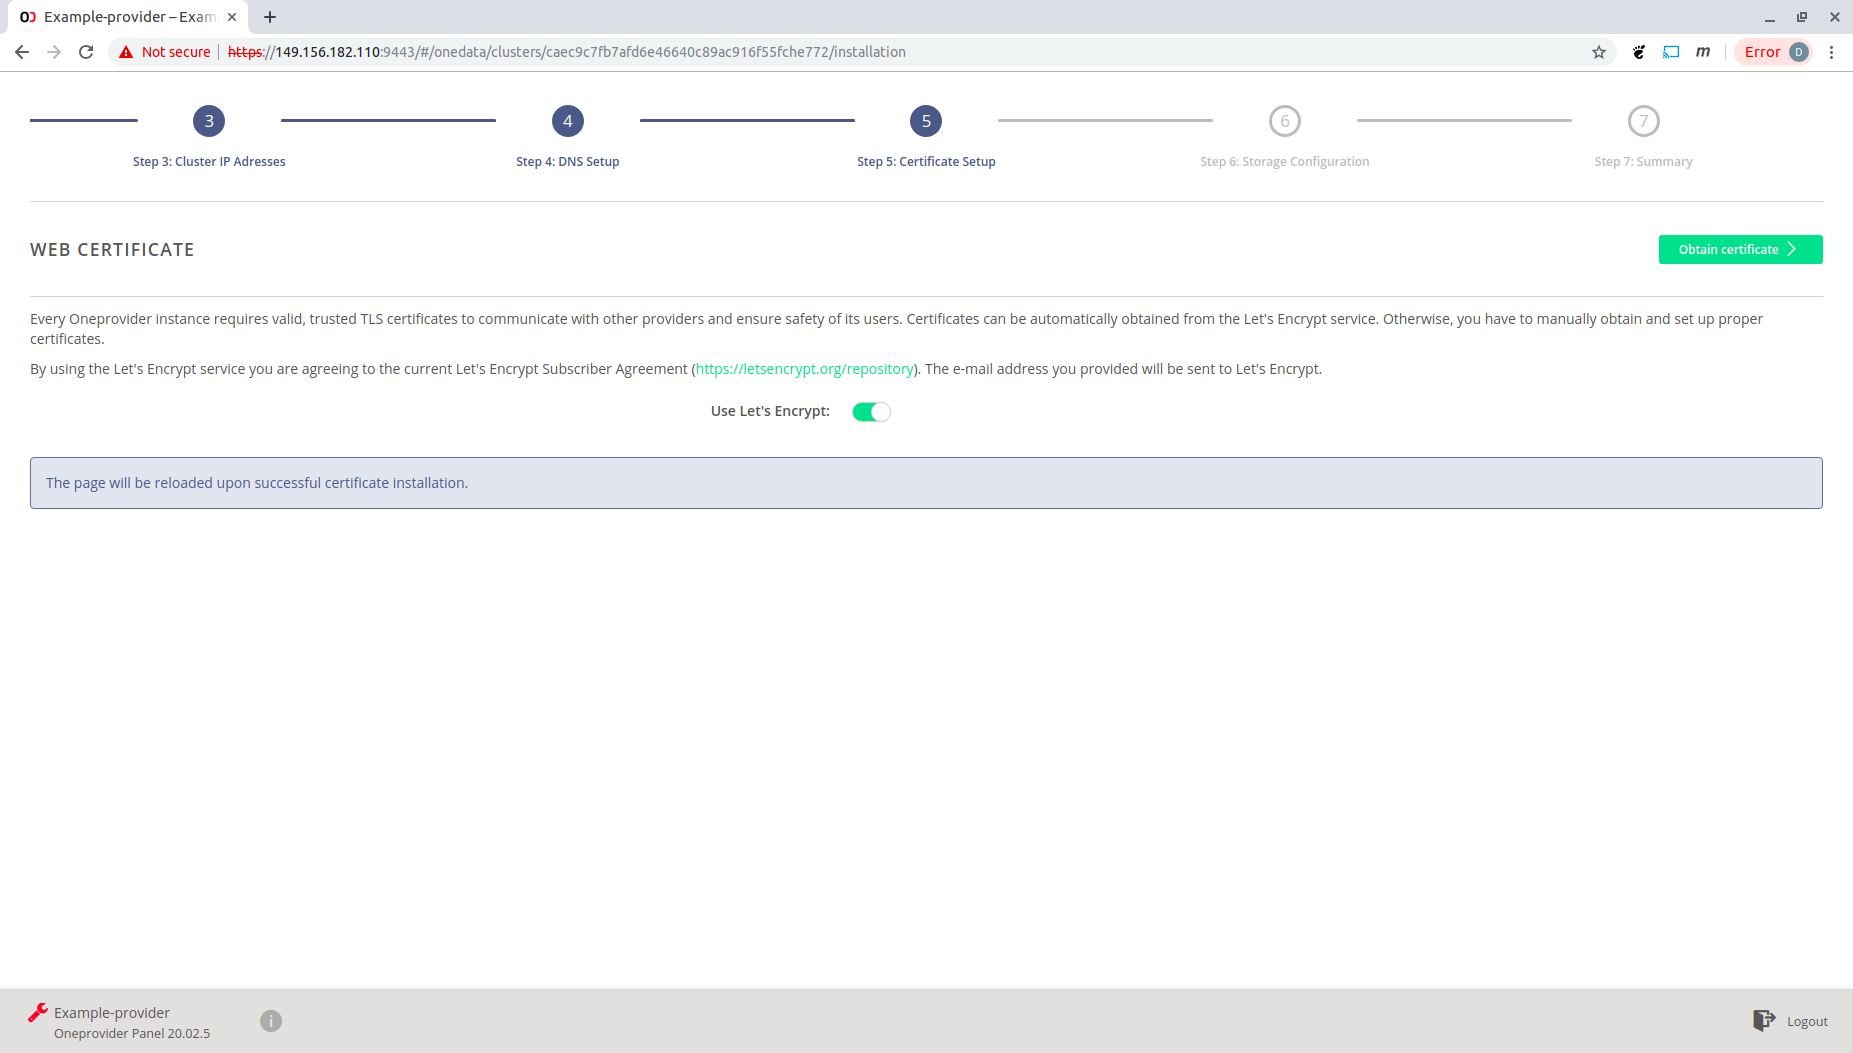 Example-provider – Exam
Not secure https://149.156.182.110:9443/#/onedata/clusters/caec9c7fb7afd6e46640c89ac916f55fche772/installation
m
Error D
3 4 5 6 7
Step 3: Cluster IP Adresses Step 4: DNS Setup Step 5: Certificate Setup Step 6: Storage Configuration Step 7: Summary
WEB CERTIFICATE
Obtain certificate
Every Oneprovider instance requires valid, trusted TLS certificates to communicate with other providers and ensure safety of its users. Certificates can be automatically obtained from the Let's Encrypt service. Otherwise, you have to manually obtain and set up proper
certificates.
By using the Let's Encrypt service you are agreeing to the current Let's Encrypt Subscriber Agreement (https://letsencrypt.org/repository). The e-mail address you provided will be sent to Let's Encrypt.
Use Let's Encrypt:
The page will be reloaded upon successful certificate installation.
Example-provider
Oneprovider Panel 20.02.5
i
Logout